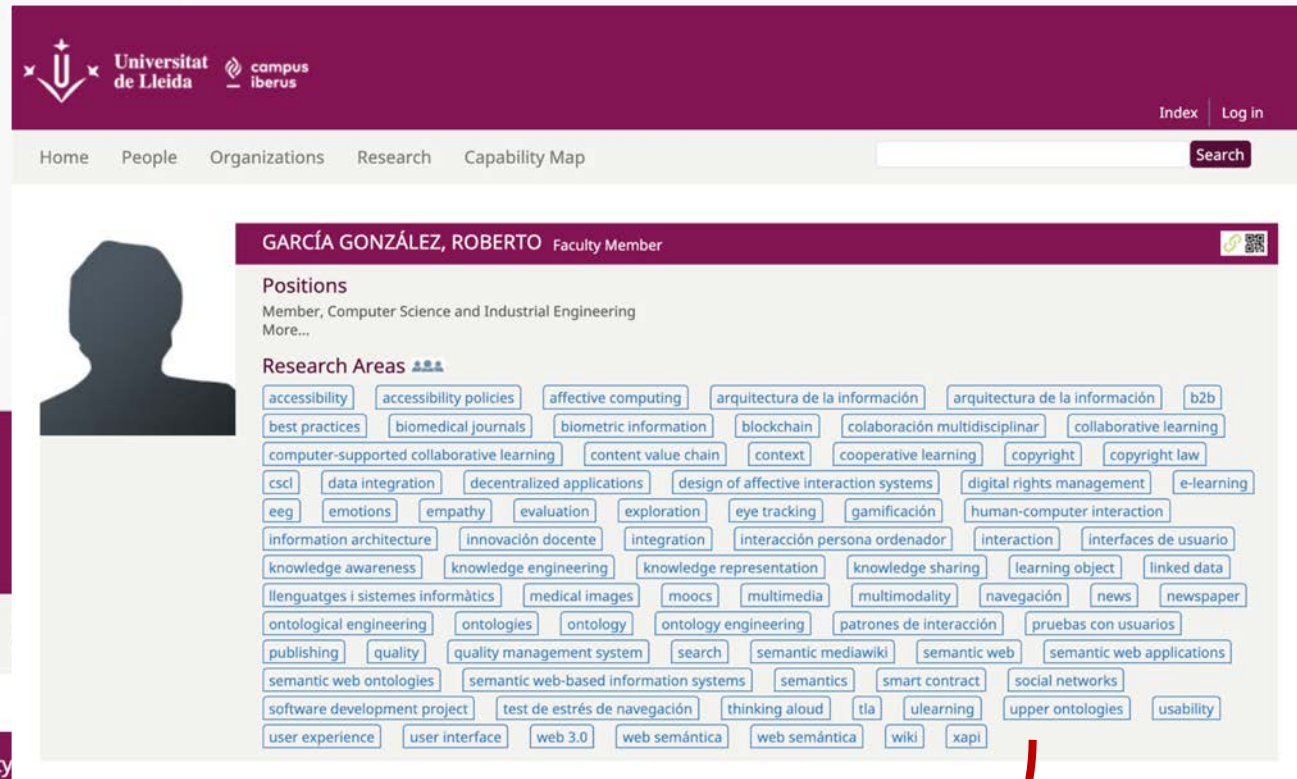 Universitat
de Lleida
campus
iberus
Index Log in
Home People Organizations Research Capability Map Search
GARCÍA GONZÁLEZ, ROBERTO Faculty Member
Positions
Member, Computer Science and Industrial Engineering
More...
Research Areas
accessibility accessibility policies affective computing arquitectura de la información arquitectura de la información b2b
best practices biomedical journals biometric information blockchain colaboración multidisciplinar collaborative learning
computer-supported collaborative learning content value chain context cooperative learning copyright copyright law
cscl data integration decentralized applications design of affective interaction systems digital rights management e-learning
eeg emotions empathy evaluation exploration eye tracking gamificación human-computer interaction
information architecture innovación docente integration interacción persona ordenador interaction interfaces de usuario
knowledge awareness knowledge engineering knowledge representation knowledge sharing learning object linked data
llenguatges i sistemes informàtics medical images moocs multimedia multimodality navegación news newspaper
ontological engineering ontologies ontology ontology engineering patrones de interacción pruebas con usuarios
publishing quality quality management system search semantic mediawiki semantic web semantic web applications
semantic web ontologies semantic web-based information systems semantics smart contract social networks
software development project test de estrés de navegación thinking aloud tla ulearning upper ontologies usability
user experience user interface web 3.0 web semántica web semántica wiki xapi